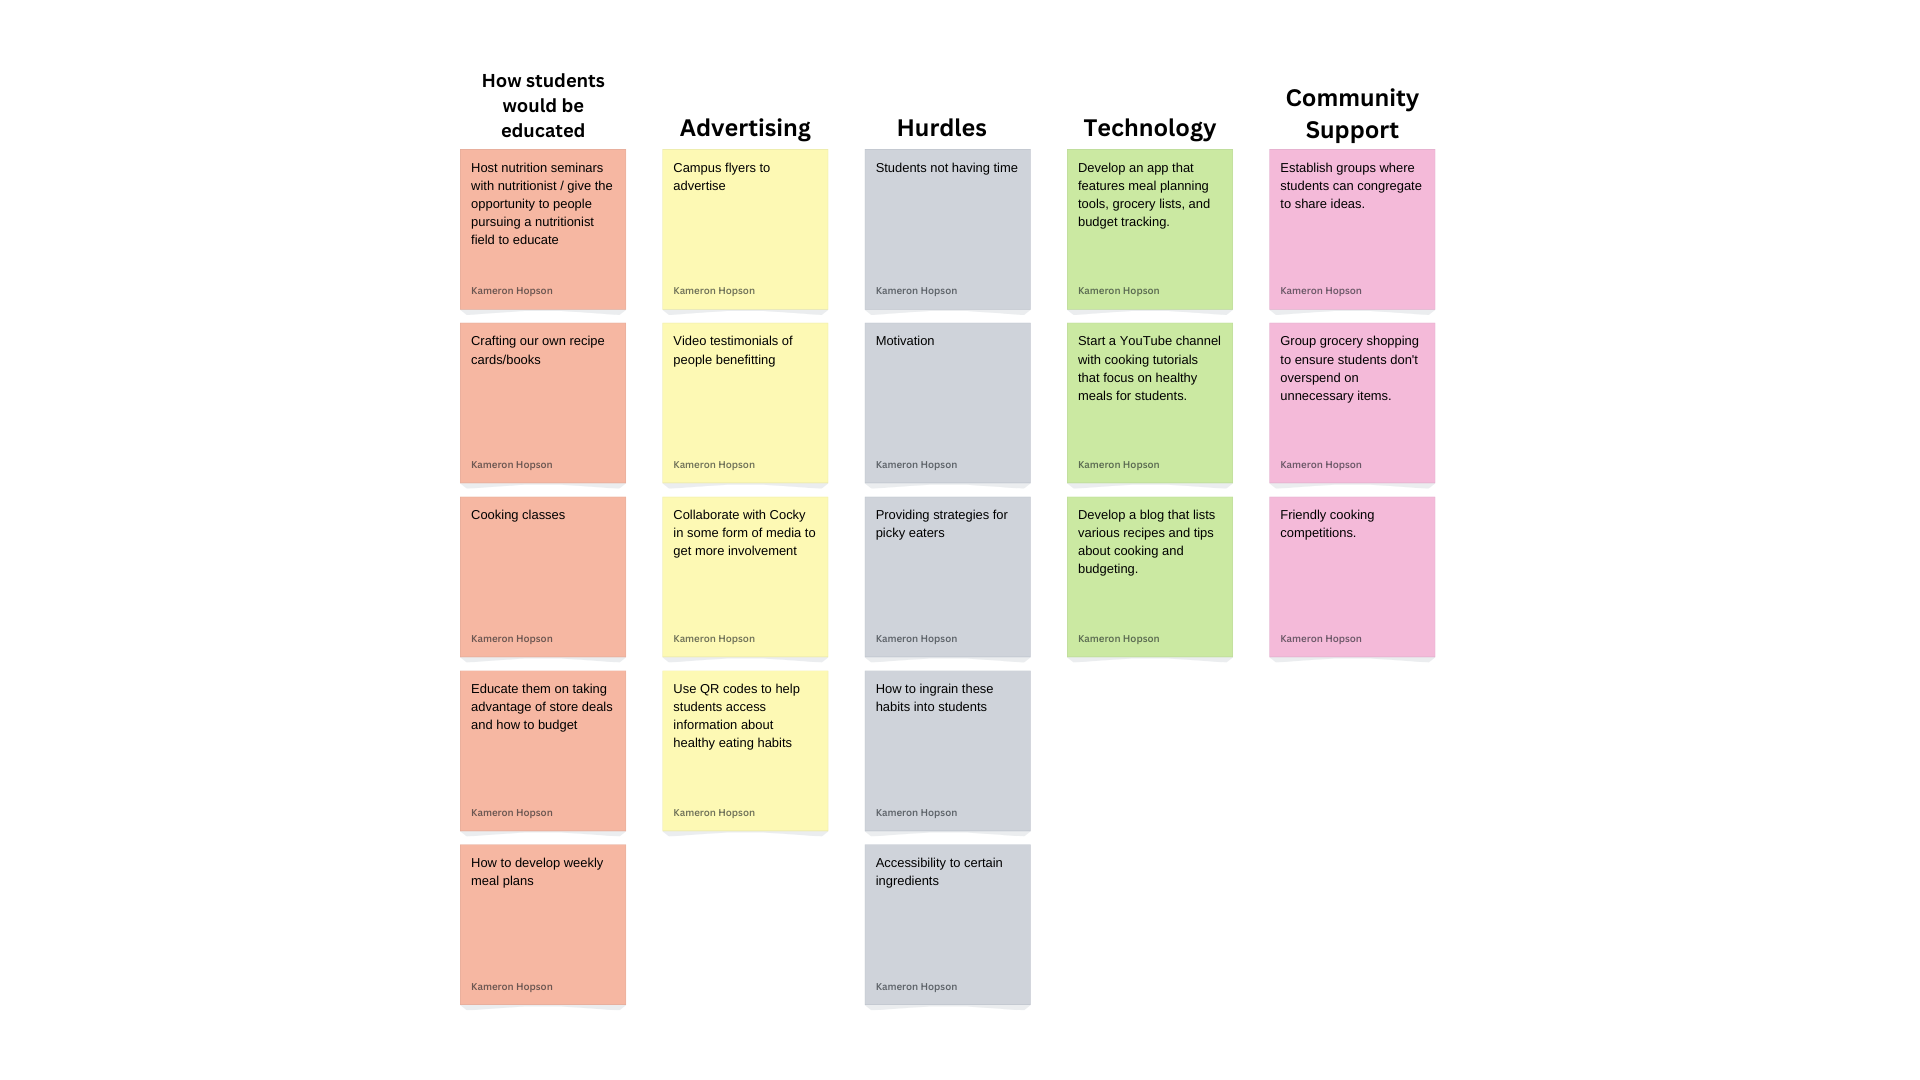 How students
would be
educated
Host nutrition seminars
with nutritionist / give the
opportunity to people
pursuing a nutritionist
field to educate
Kameron Hopson
Crafting our own recipe
cards/books
Kameron Hopson
Cooking classes
Kameron Hopson
Educate them on taking
advantage of store deals
and how to budget
Kameron Hopson
How to develop weekly
meal plans
Kameron Hopson
Advertising
Campus flyers to
advertise
Kameron Hopson
Video testimonials of
people benefitting
Kameron Hopson
Collaborate with Cocky
in some form of media to
get more involvement
Kameron Hopson
Use QR codes to help
students access
information about
healthy eating habits
Kameron Hopson
Hurdles
Students not having time
Kameron Hopson
Motivation
Kameron Hopson
Providing strategies for
picky eaters
Kameron Hopson
How to ingrain these
habits into students
Kameron Hopson
Accessibility to certain
ingredients
Kameron Hopson
Technology
Develop an app that
features meal planning
tools, grocery lists, and
budget tracking.
Kameron Hopson
Start a YouTube channel
with cooking tutorials
that focus on healthy
meals for students.
Kameron Hopson
Develop a blog that lists
various recipes and tips
about cooking and
budgeting.
Kameron Hopson
Community
Support
Establish groups where
students can congregate
to share ideas.
Kameron Hopson
Group grocery shopping
to ensure students don't
overspend on
unnecessary items.
Kameron Hopson
Friendly cooking
competitions.
Kameron Hopson